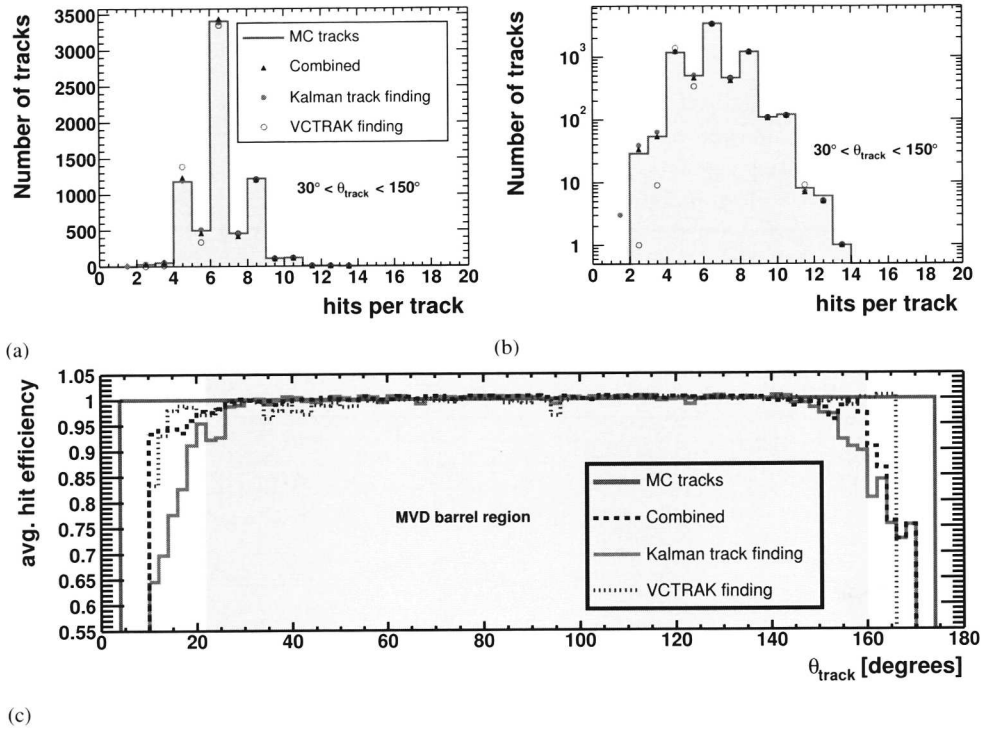 Number of tracks
3500
3000
2500
2000
1500
1000
500
0
MC tracks
Combined
Kalman track finding
VCTRAK finding
30° < θtrack < 150°
0 2 4 6 8 10 12 14 16 18 20
hits per track
(a)
Number of tracks
10³
10²
10
1
30° < θtrack < 150°
0 2 4 6 8 10 12 14 16 18 20
hits per track
(b)
avg. hit efficiency
1.05
1
0.95
0.9
0.85
0.8
0.75
0.7
0.65
0.6
0.55
MVD barrel region
MC tracks
Combined
Kalman track finding
VCTRAK finding
0 20 40 60 80 100 120 140 160 180
θtrack [degrees]
(c)